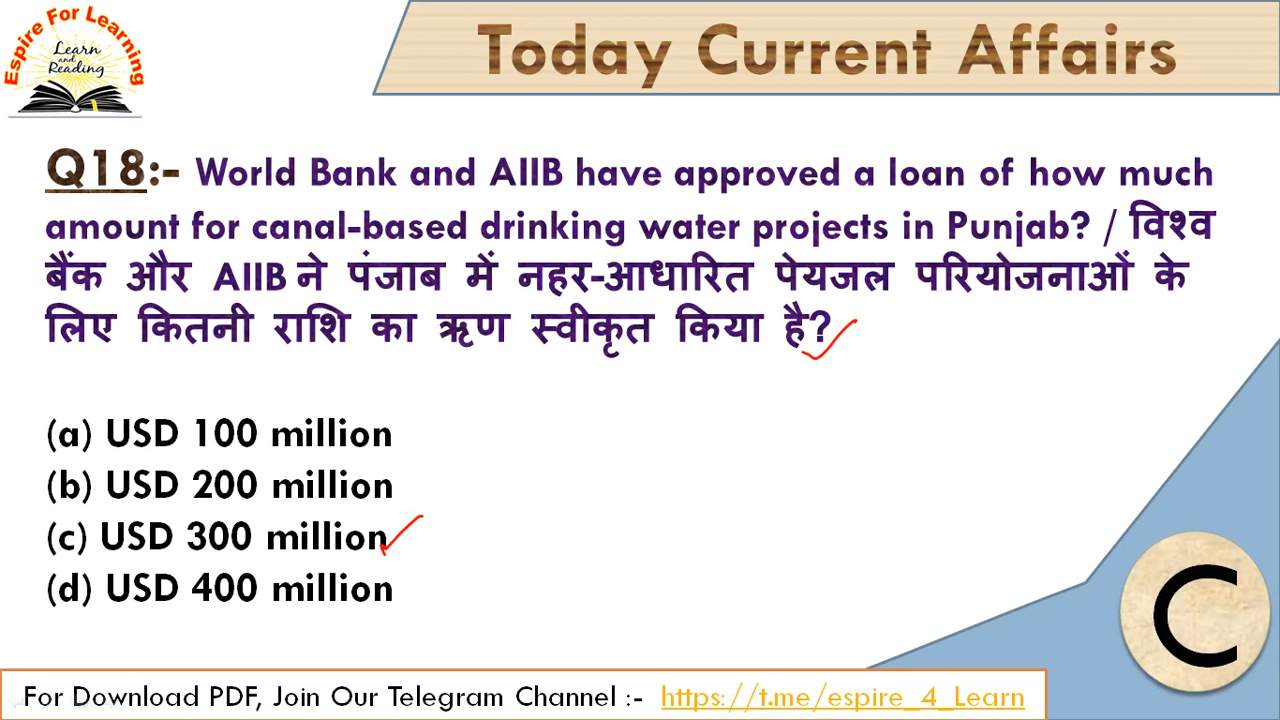 Espire For Learning
Learn
and
Reading
Today Current Affairs
Q18:- World Bank and AIIB have approved a loan of how much
amount for canal-based drinking water projects in Punjab? / विश्व
बैंक और AIIB ने पंजाब में नहर-आधारित पेयजल परियोजनाओं के
लिए कितनी राशि का ऋण स्वीकृत किया है?
(a) USD 100 million
(b) USD 200 million
(c) USD 300 million
(d) USD 400 million
C
For Download PDF, Join Our Telegram Channel :- https://t.me/espire_4_Learn